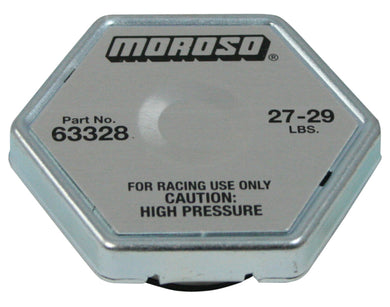 MOROSO®
Part No.
63328
27-29
LBS.
FOR RACING USE ONLY
CAUTION:
HIGH PRESSURE